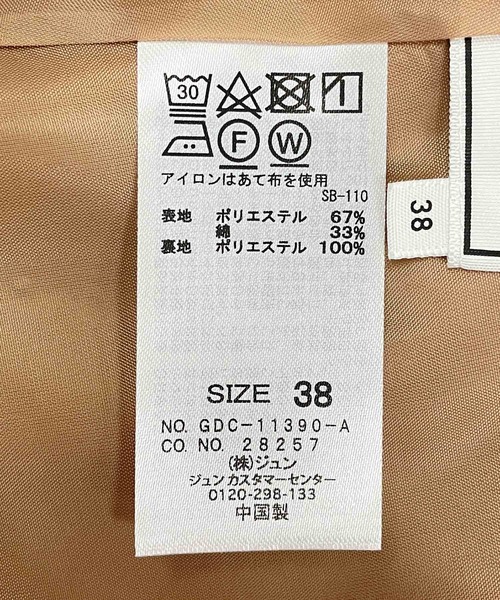 30
F W
アイロンはあて布を使用
SB-110
表地 ポリエステル 67%
綿 33%
裏地 ポリエステル 100%
SIZE 38
NO. GDC-11390-A
CO. NO. 28257
(株)ジュン
ジュンカスタマーセンター
0120-298-133
中国製
38